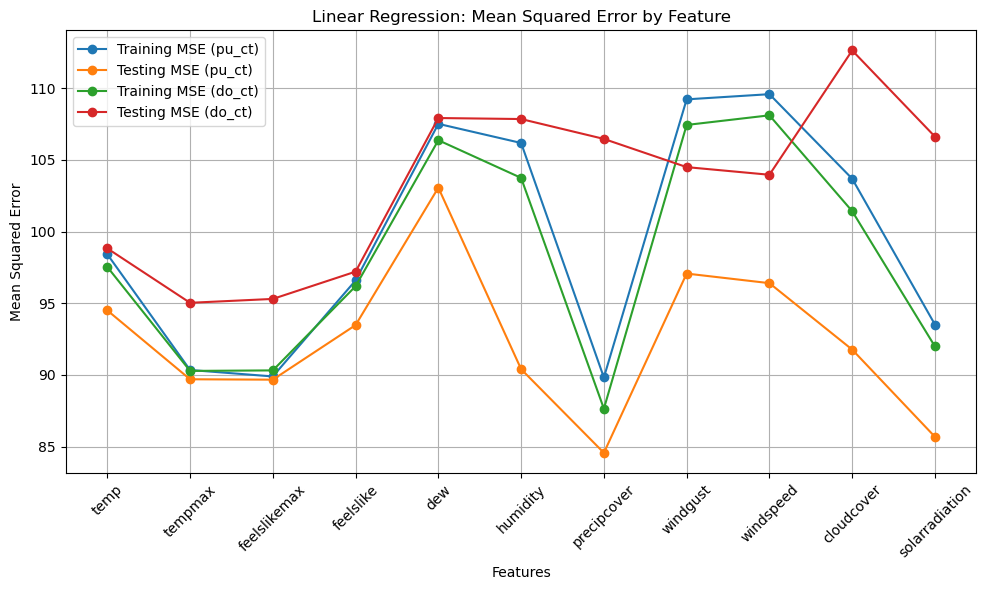 Linear Regression: Mean Squared Error by Feature
Training MSE (pu_ct)
Testing MSE (pu_ct)
Training MSE (do_ct)
Testing MSE (do_ct)
Mean Squared Error
110
105
100
95
90
85
temp
tempmax
feelslikemax
feelslike
dew
humidity
precipcover
windgust
windspeed
cloudcover
solarradiation
Features